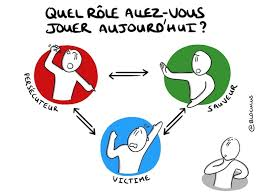 QUEL RÔLE ALLEZ-VOUS
JOUER AUJOURD'HUI ?
PERSÉCUTEUR
SAUVEUR
VICTIME